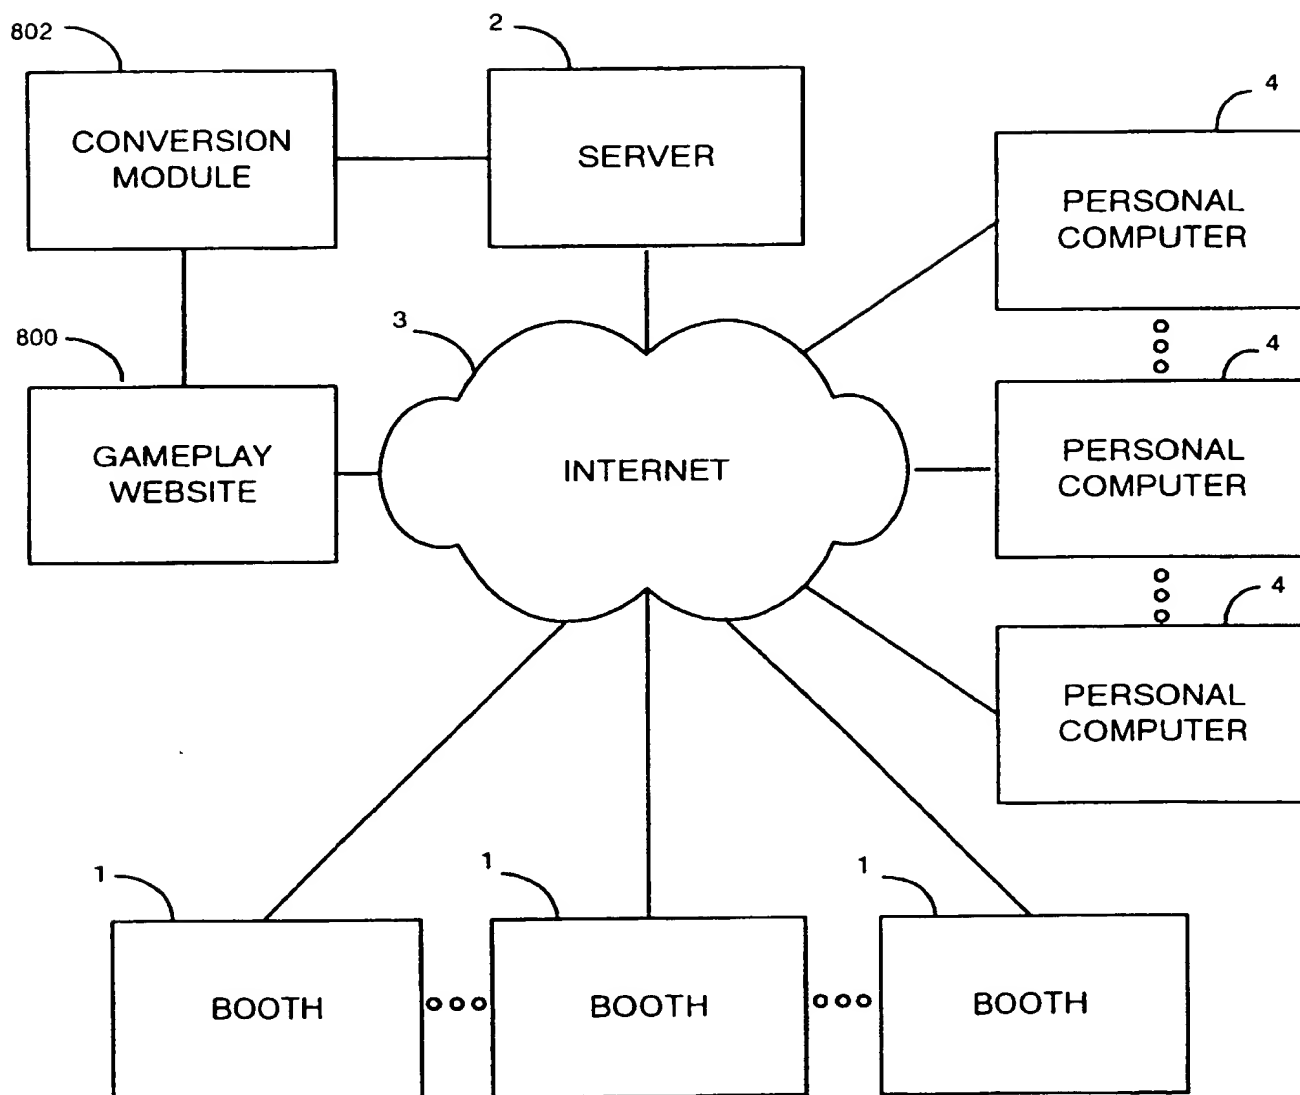 802
2
CONVERSION
MODULE
SERVER
4
PERSONAL
COMPUTER
3
800
4
GAMEPLAY
WEBSITE
INTERNET
PERSONAL
COMPUTER
4
PERSONAL
COMPUTER
1
1
1
BOOTH
BOOTH
BOOTH